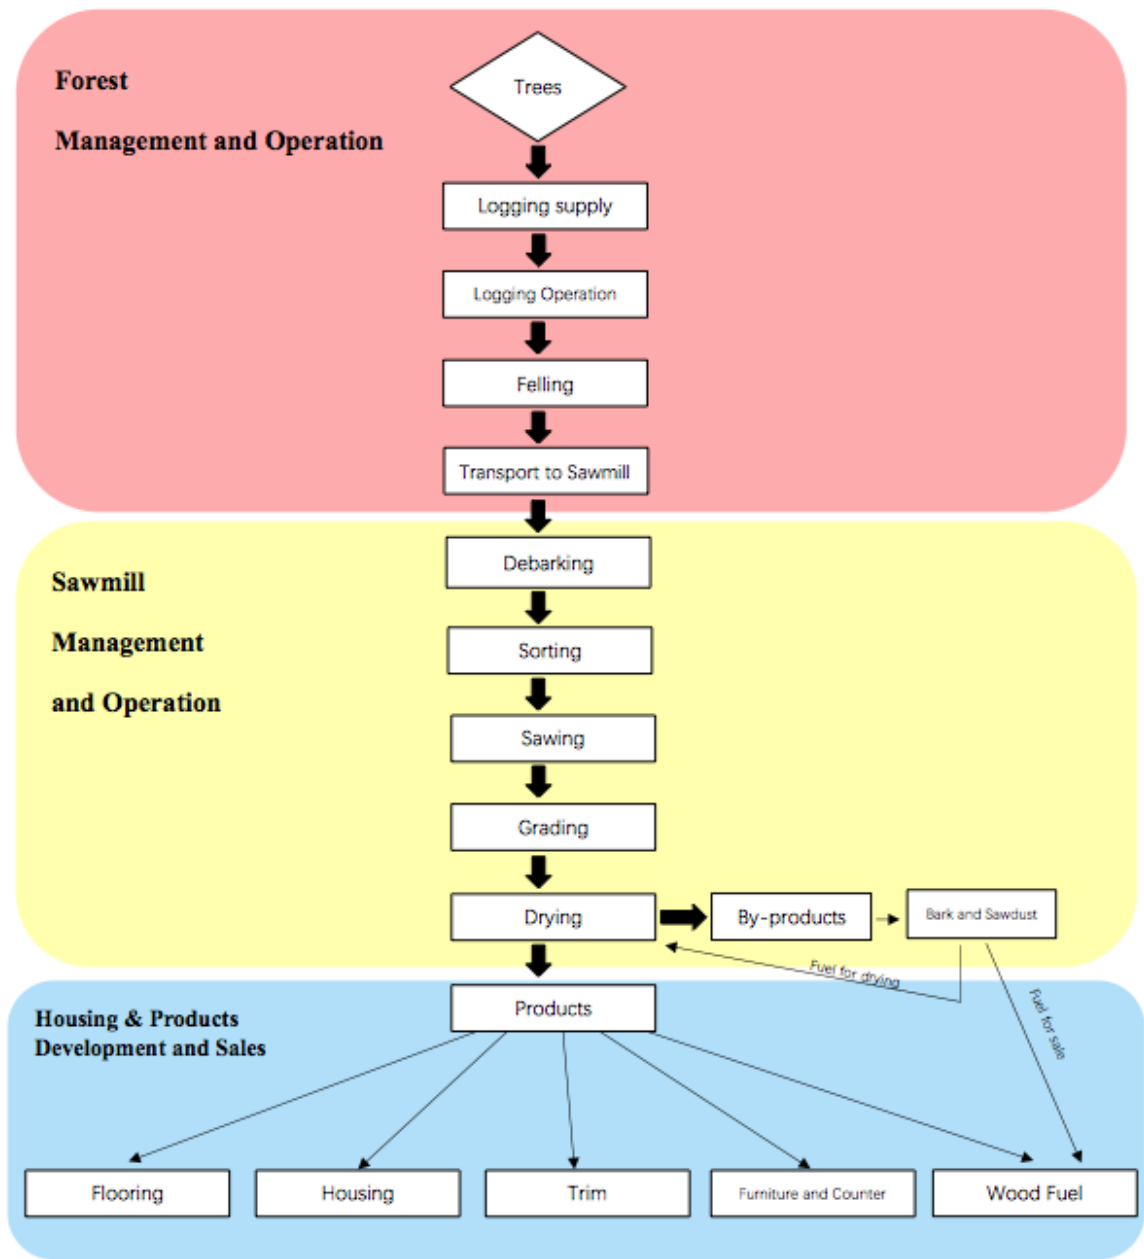 Forest
Management and Operation
Trees
Logging supply
Logging Operation
Felling
Transport to Sawmill
Sawmill
Management
and Operation
Debarking
Sorting
Sawing
Grading
Drying
By-products
Bark and Sawdust
Fuel for drying
Fuel for sale
Housing & Products
Development and Sales
Products
Flooring
Housing
Trim
Furniture and Counter
Wood Fuel